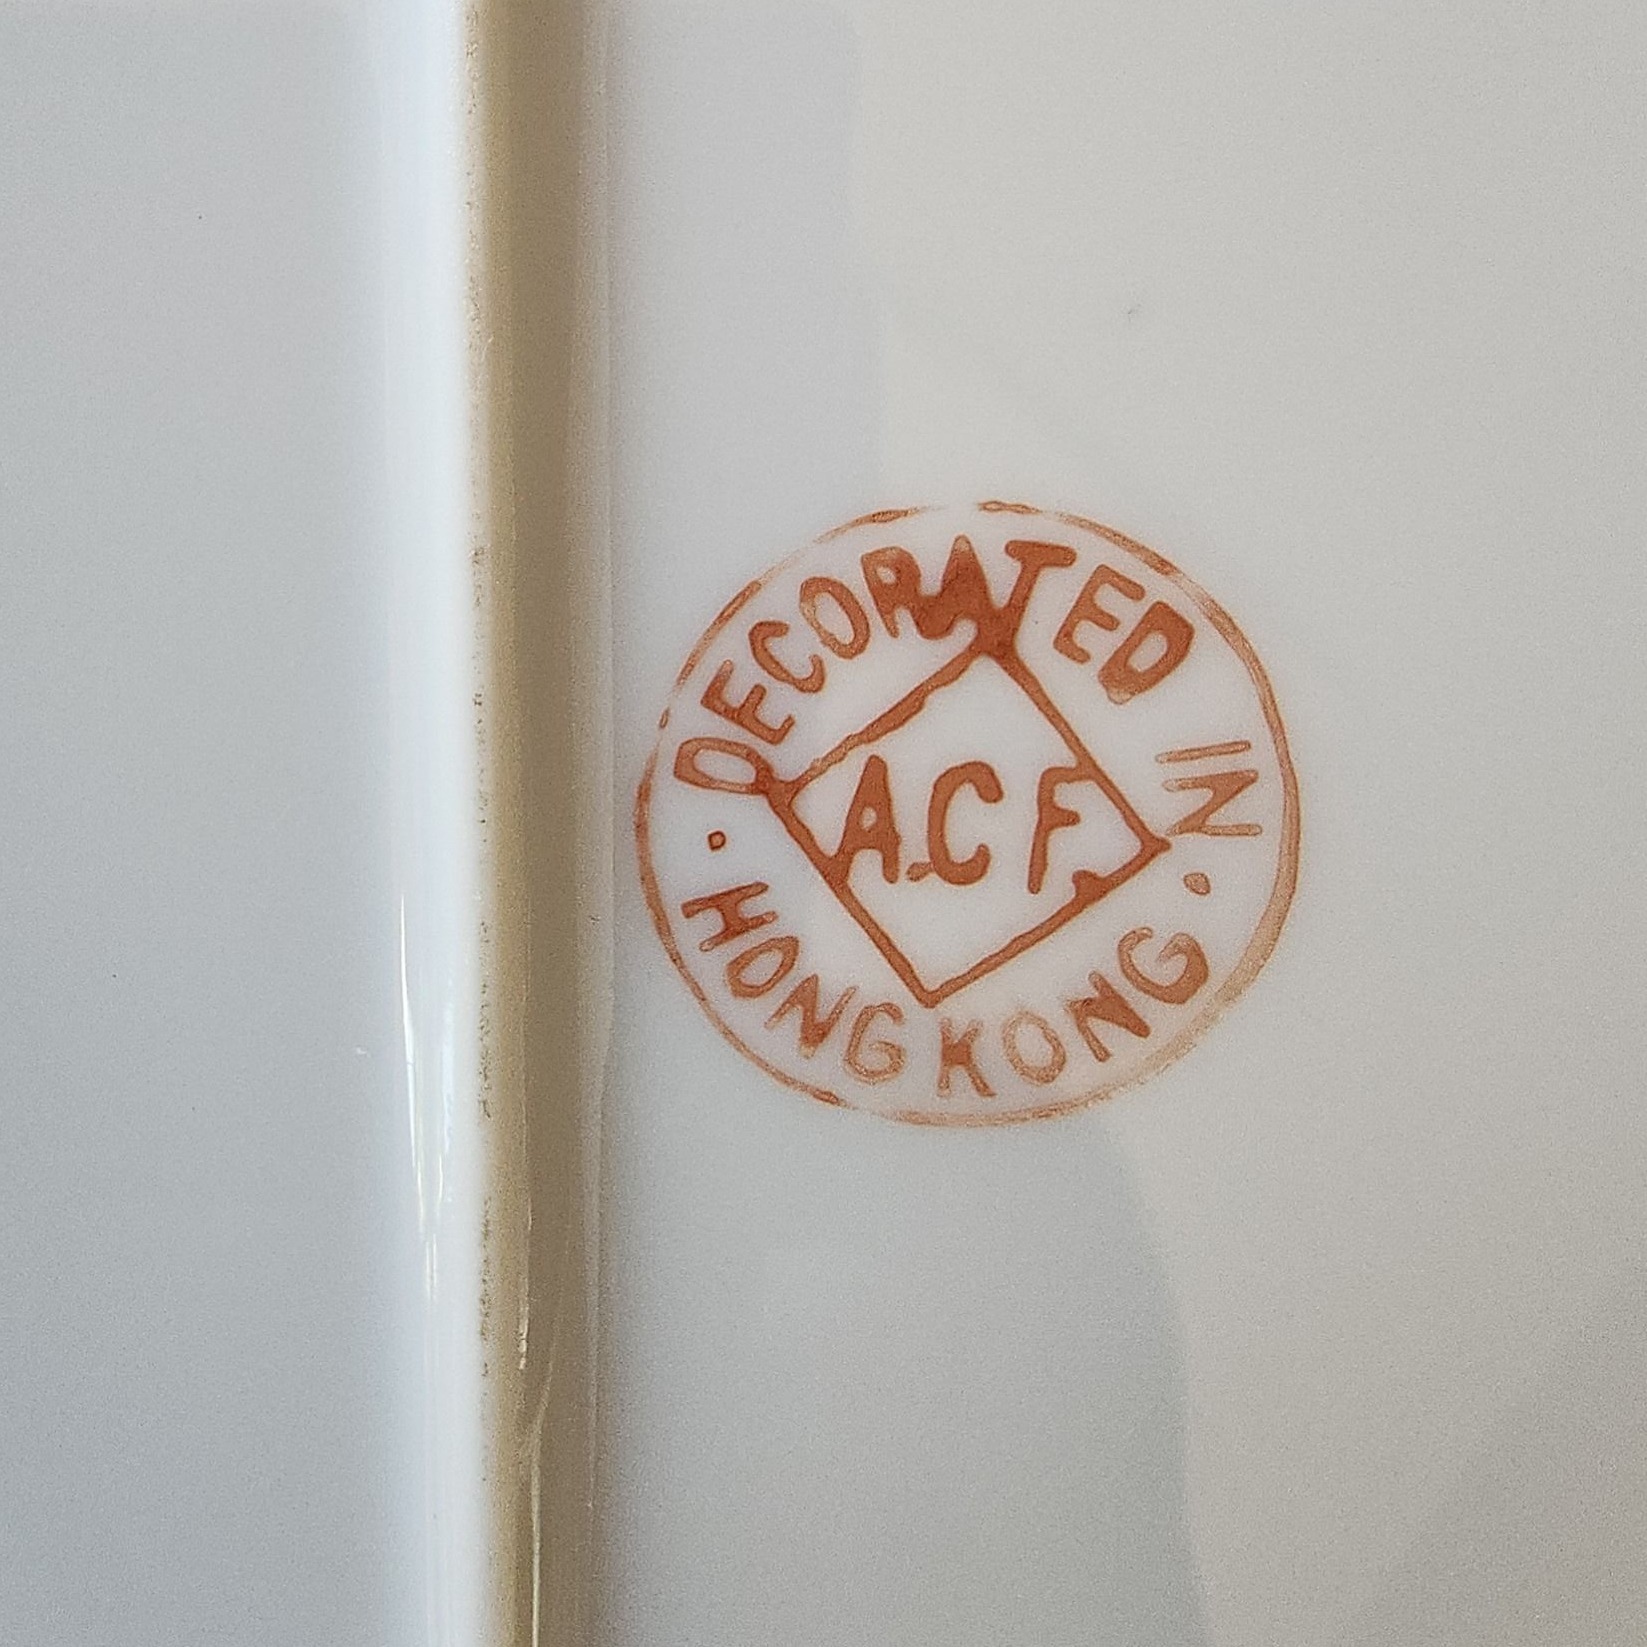 DECORATED IN
A.C F.
· HONG KONG ·